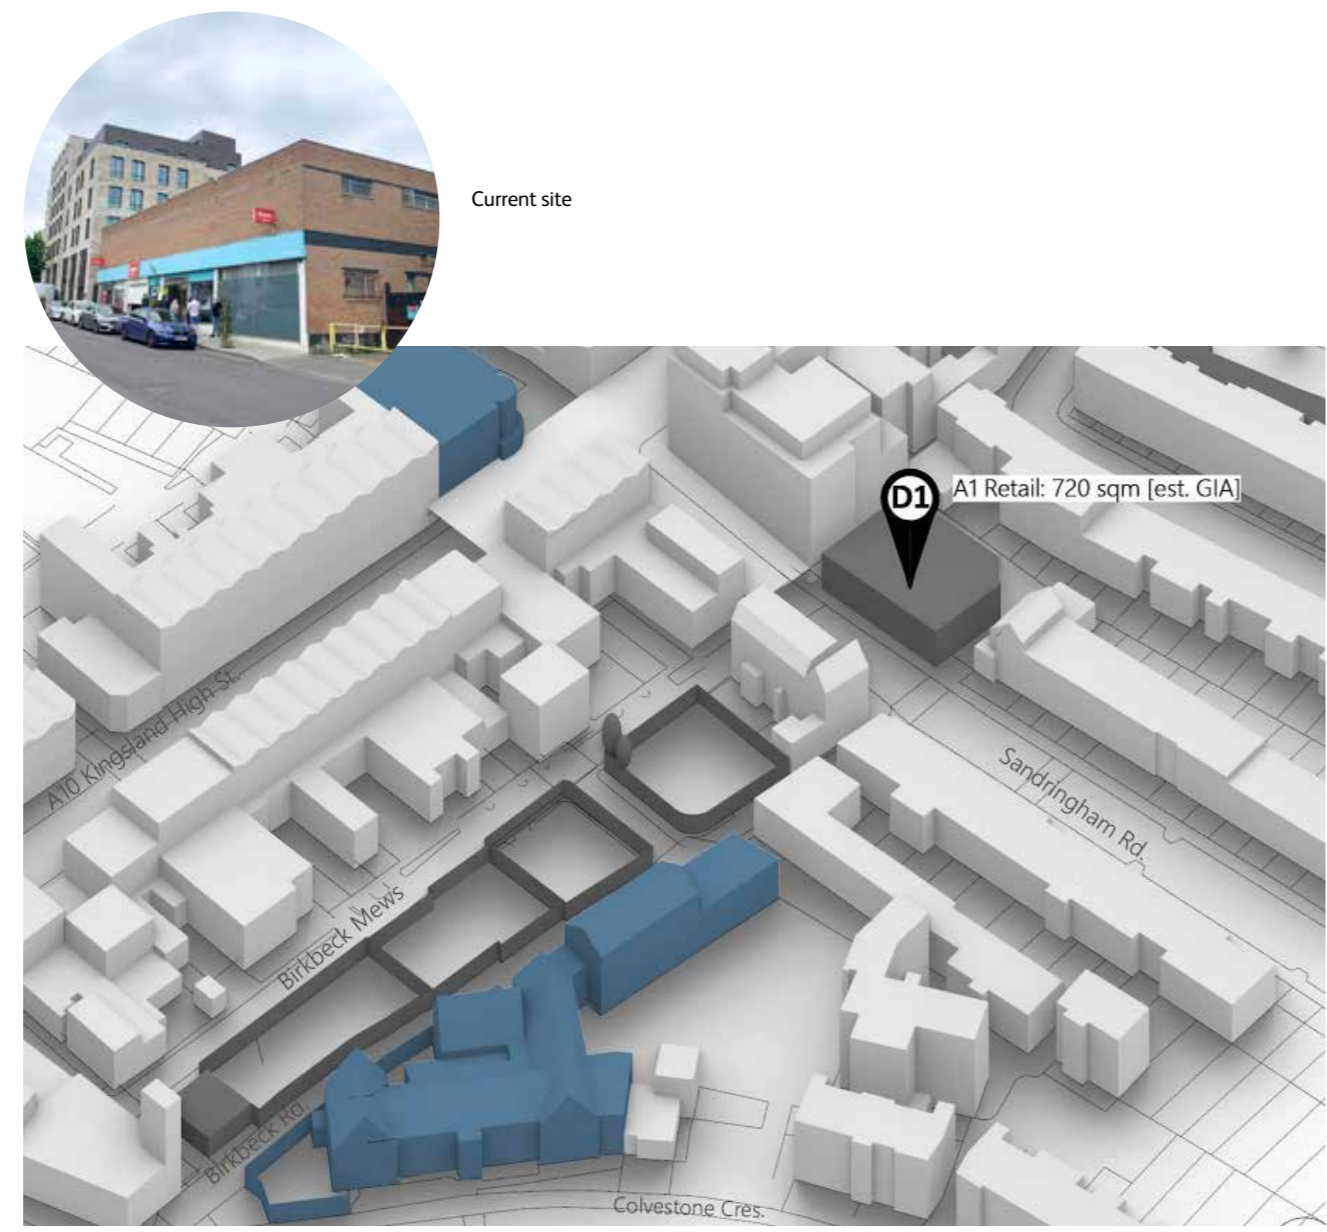 Current site
D1
A1 Retail: 720 sqm [est. GIA]
A10 Kingsland High St.
Sandringham Rd.
Birkbeck Mews
Birkbeck Rd.
Colvestone Cres.